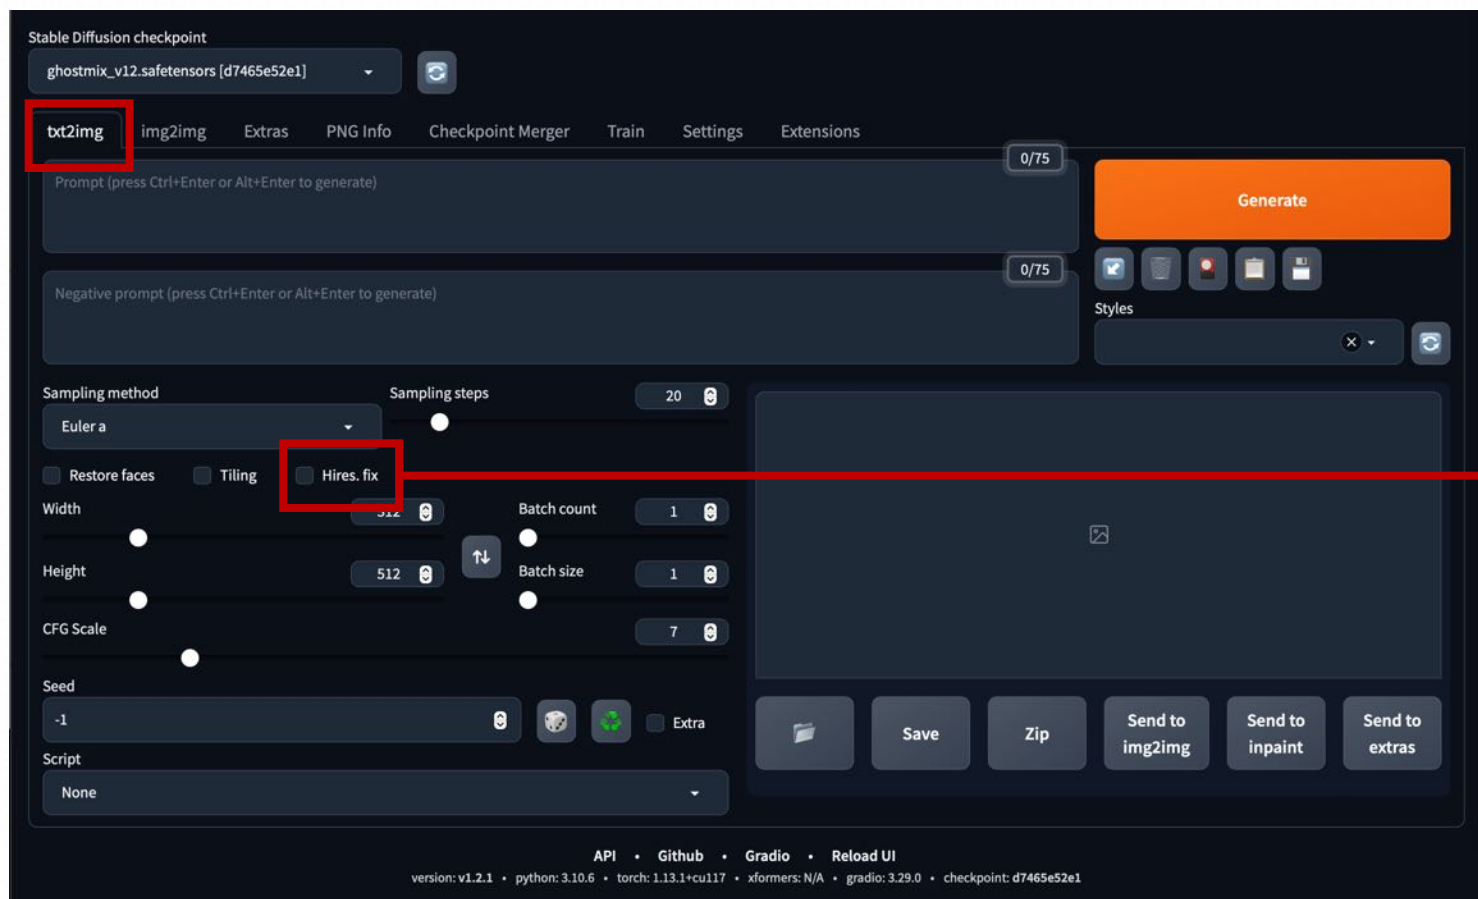 Stable Diffusion checkpoint
ghostmix_v12.safetensors [d7465e52e1]
txt2img img2img Extras PNG Info Checkpoint Merger Train Settings Extensions
0/75
Prompt (press Ctrl+Enter or Alt+Enter to generate)
Generate
0/75
Negative prompt (press Ctrl+Enter or Alt+Enter to generate)
Styles
Sampling method
Euler a
Sampling steps
20
Restore faces Tiling Hires. fix
Width
512
Batch count
1
Height
512
Batch size
1
CFG Scale
7
Seed
-1
Extra
Script
None
Save
Zip
Send to
img2img
Send to
inpaint
Send to
extras
API • Github • Gradio • Reload UI
version: v1.2.1 • python: 3.10.6 • torch: 1.13.1+cu117 • xformers: N/A • gradio: 3.29.0 • checkpoint: d7465e52e1